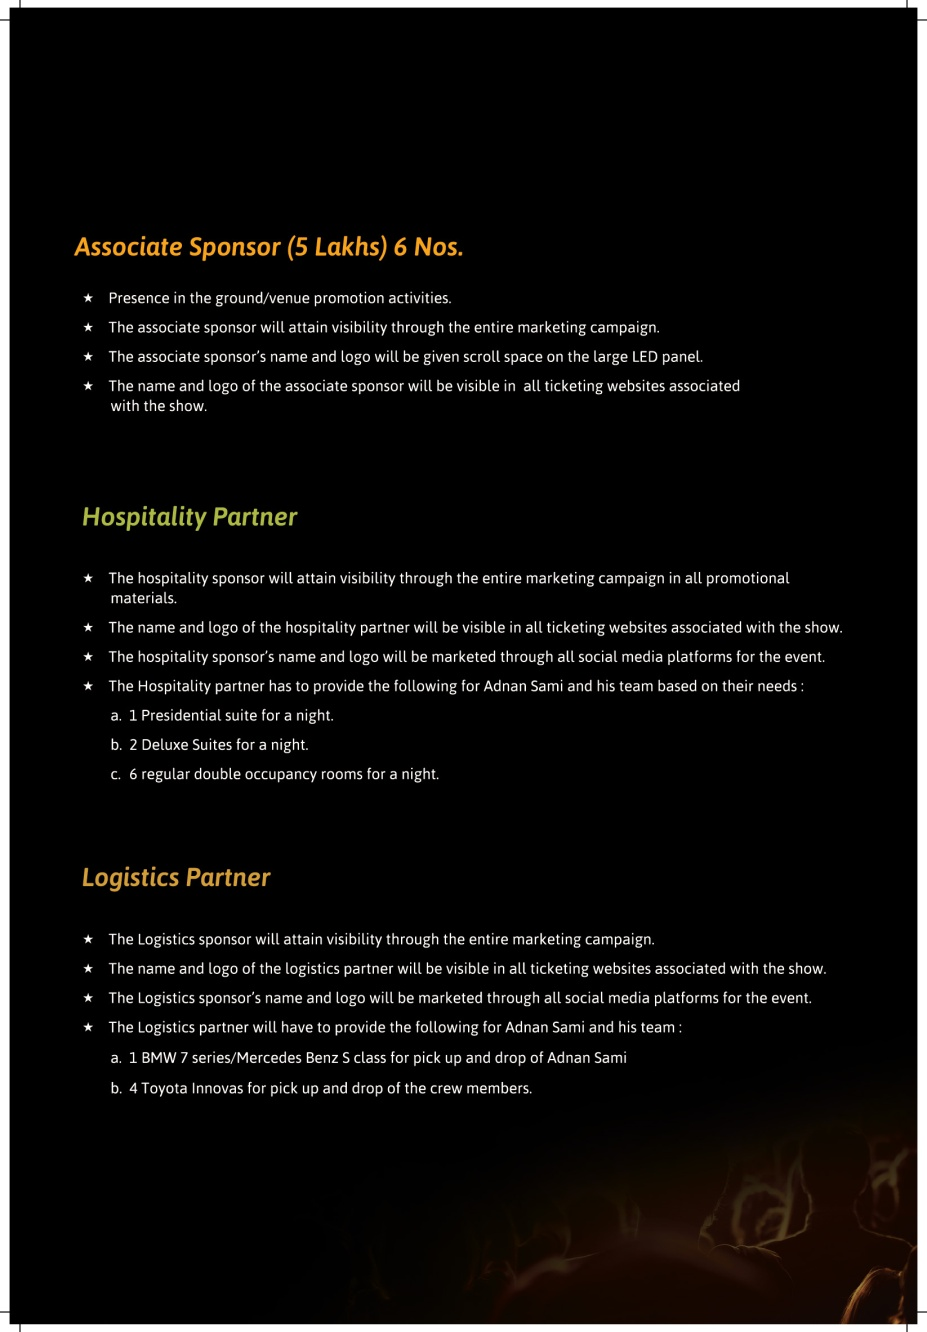 Associate Sponsor (5 Lakhs) 6 Nos.
★ Presence in the ground/venue promotion activities.
★ The associate sponsor will attain visibility through the entire marketing campaign.
★ The associate sponsor's name and logo will be given scroll space on the large LED panel.
★ The name and logo of the associate sponsor will be visible in all ticketing websites associated
with the show.
Hospitality Partner
★ The hospitality sponsor will attain visibility through the entire marketing campaign in all promotional
materials.
★ The name and logo of the hospitality partner will be visible in all ticketing websites associated with the show.
★ The hospitality sponsor's name and logo will be marketed through all social media platforms for the event.
★ The Hospitality partner has to provide the following for Adnan Sami and his team based on their needs :
a. 1 Presidential suite for a night.
b. 2 Deluxe Suites for a night.
c. 6 regular double occupancy rooms for a night.
Logistics Partner
★ The Logistics sponsor will attain visibility through the entire marketing campaign.
★ The name and logo of the logistics partner will be visible in all ticketing websites associated with the show.
★ The Logistics sponsor's name and logo will be marketed through all social media platforms for the event.
★ The Logistics partner will have to provide the following for Adnan Sami and his team :
a. 1 BMW 7 series/Mercedes Benz S class for pick up and drop of Adnan Sami
b. 4 Toyota Innovas for pick up and drop of the crew members.